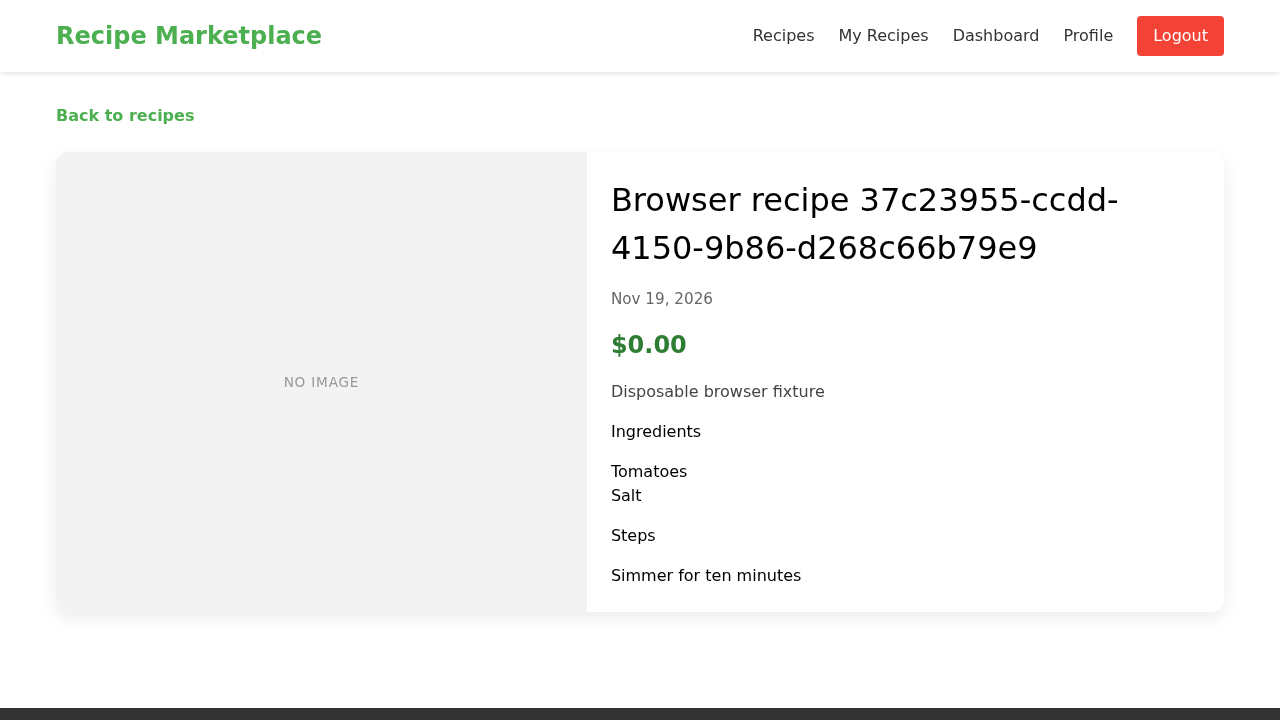 Recipe Marketplace
Recipes
My Recipes
Dashboard
Profile
Logout
Back to recipes
NO IMAGE
Browser recipe 37c23955-ccdd-
4150-9b86-d268c66b79e9
Nov 19, 2026
$0.00
Disposable browser fixture
Ingredients
Tomatoes
Salt
Steps
Simmer for ten minutes